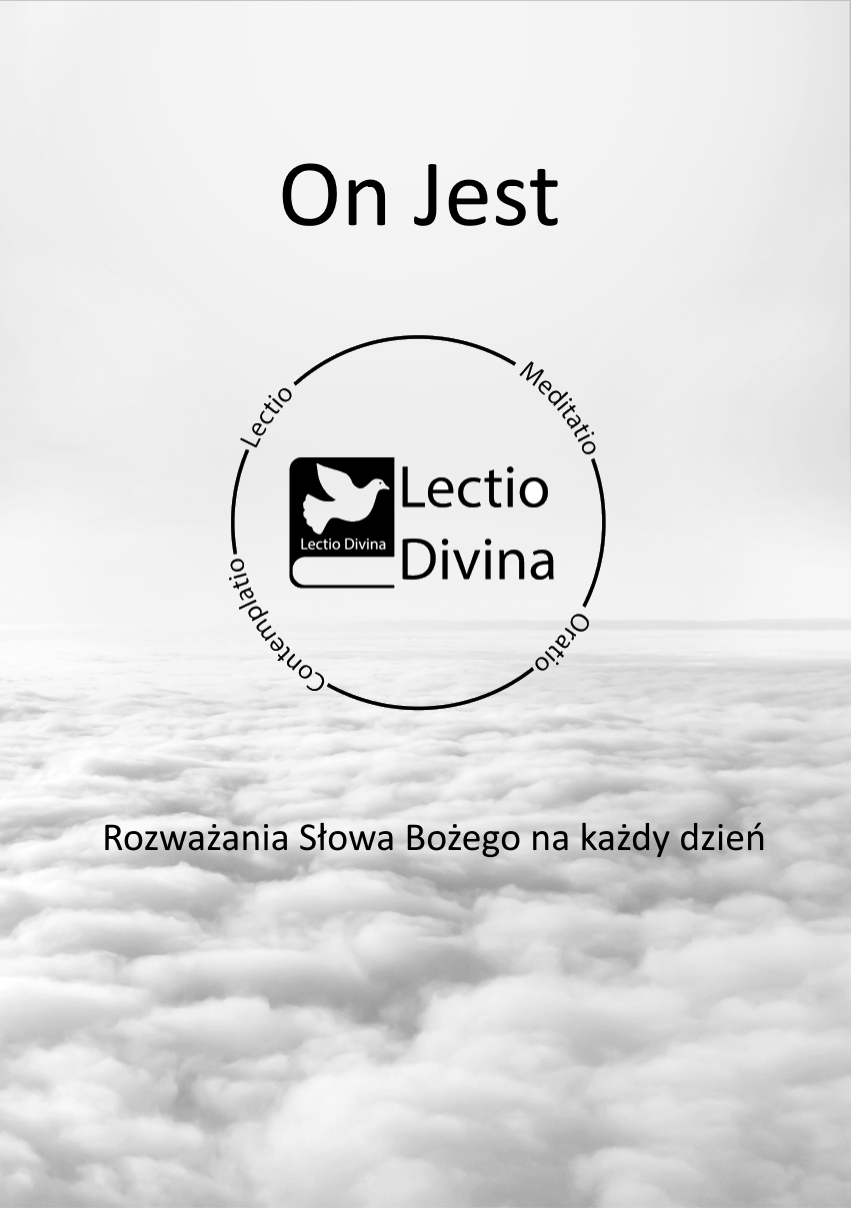 On Jest
Lectio
Meditatio
Lectio
Divina
Lectio Divina
Contemplatio
Oratio
Rozważania Słowa Bożego na każdy dzień